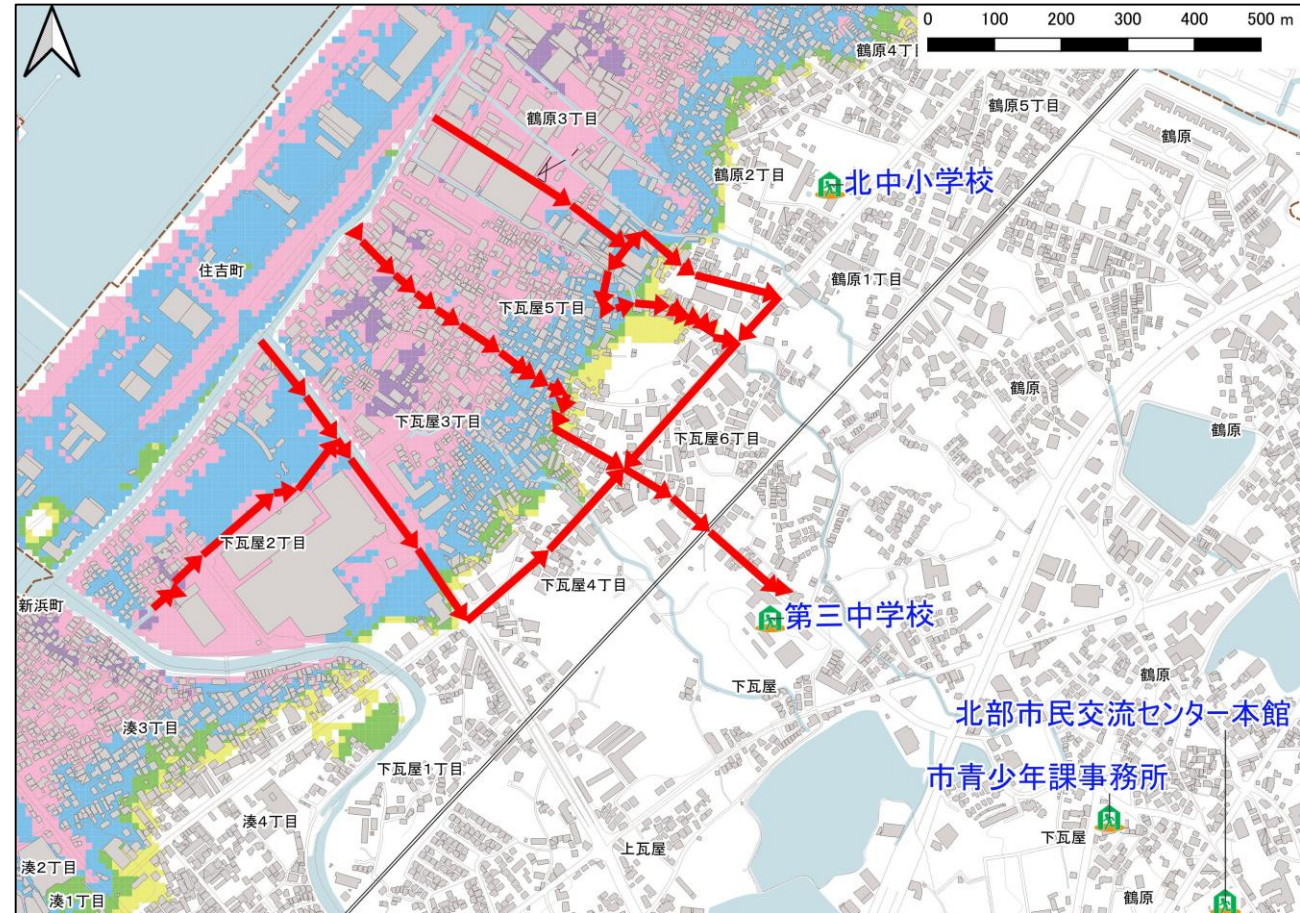 0 100 200 300 400 500 m
鶴原4丁目
鶴原5丁目
鶴原3丁目
鶴原
鶴原2丁目
北中小学校
住吉町
鶴原1丁目
下瓦屋5丁目
鶴原
下瓦屋3丁目
鶴原
下瓦屋6丁目
下瓦屋2丁目
下瓦屋4丁目
新浜町
第三中学校
下瓦屋
鶴原
北部市民交流センター本館
湊3丁目
下瓦屋1丁目
市青少年課事務所
湊4丁目
上瓦屋
下瓦屋
湊2丁目
湊1丁目
鶴原